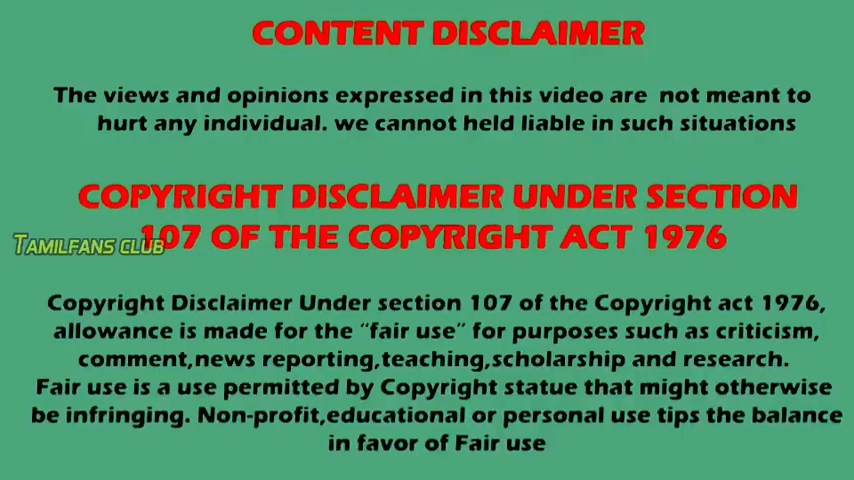 CONTENT DISCLAIMER
The views and opinions expressed in this video are not meant to
hurt any individual. we cannot held liable in such situations
COPYRIGHT DISCLAIMER UNDER SECTION
107 OF THE COPYRIGHT ACT 1976
TAMILFANS CLUB
Copyright Disclaimer Under section 107 of the Copyright act 1976,
allowance is made for the "fair use" for purposes such as criticism,
comment,news reporting,teaching,scholarship and research.
Fair use is a use permitted by Copyright statue that might otherwise
be infringing. Non-profit,educational or personal use tips the balance
in favor of Fair use